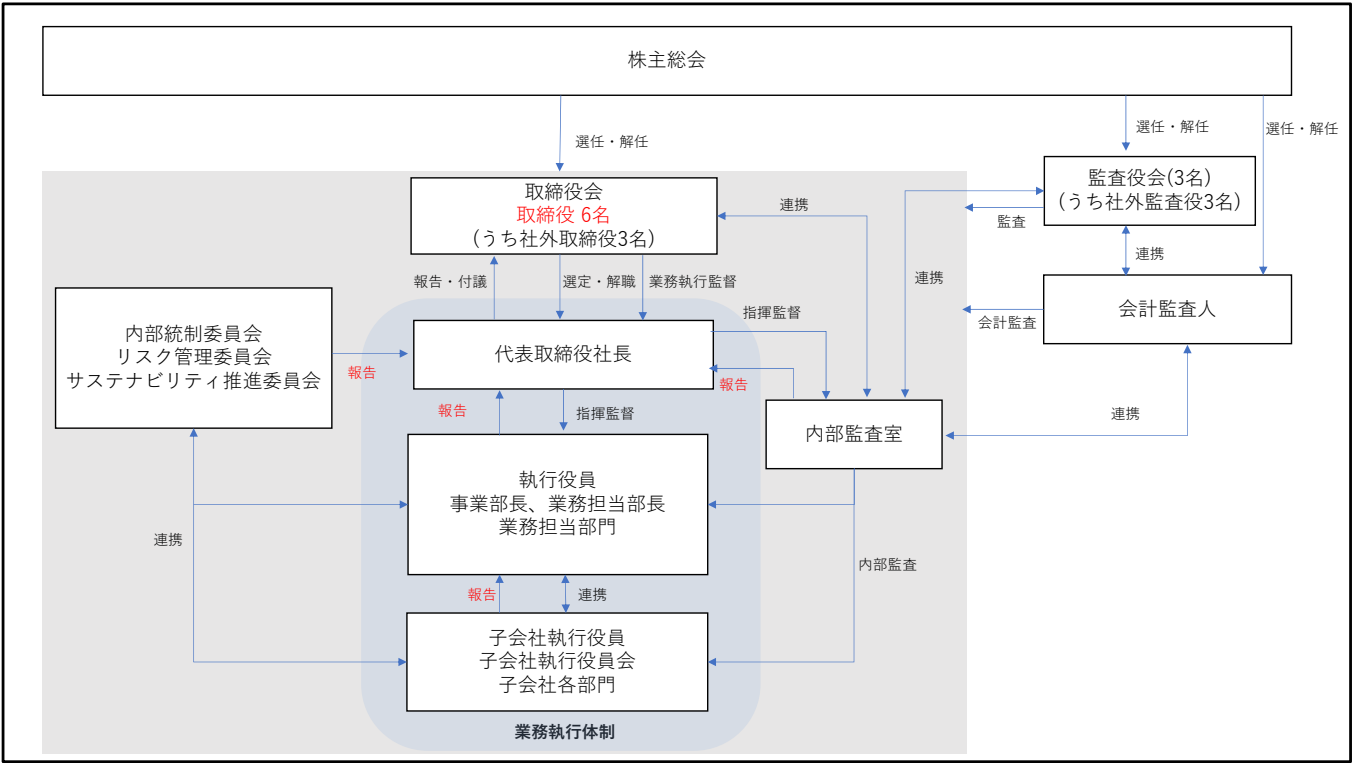 株主総会
選任・解任
選任・解任
選任・解任
取締役会
取締役 6名
(うち社外取締役3名)
監査役会(3名)
(うち社外監査役3名)
連携
監査
連携
連携
報告・付議
選定・解職
業務執行監督
会計監査人
会計監査
内部統制委員会
リスク管理委員会
サステナビリティ推進委員会
報告
代表取締役社長
指揮監督
報告
報告
指揮監督
内部監査室
連携
執行役員
事業部長、業務担当部長
業務担当部門
連携
内部監査
報告
連携
子会社執行役員
子会社執行役員会
子会社各部門
業務執行体制